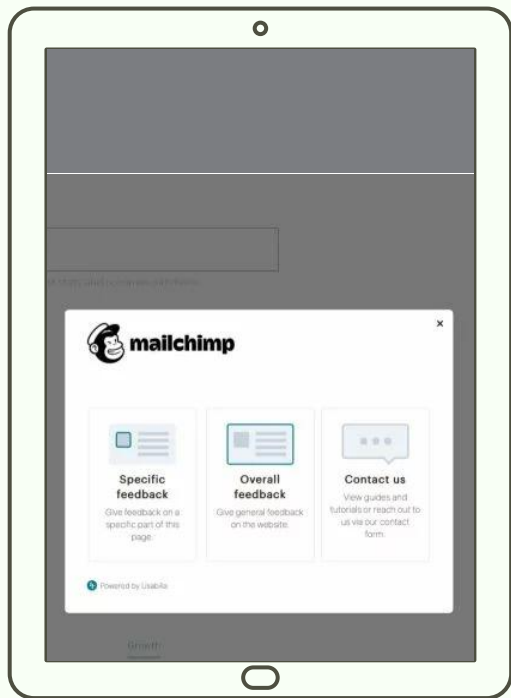 mailchimp
×
Specific
feedback
Give feedback on a
specific part of this
page.
Overall
feedback
Give general feedback
on the website.
Contact us
View guides and
tutorials or reach out to
us via our contact
form.
Powered by Usabilla
Growth